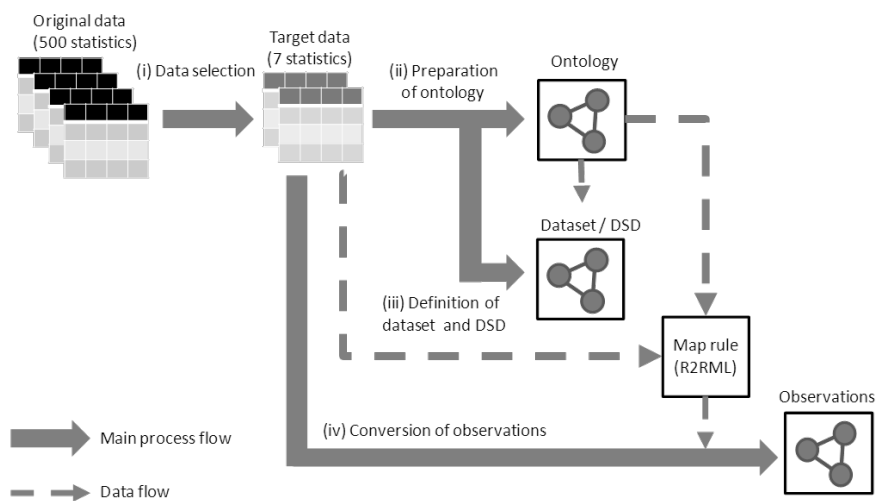 Original data
(500 statistics)
Target data
(7 statistics)
(i) Data selection
(ii) Preparation
of ontology
Ontology
Dataset / DSD
(iii) Definition of
dataset and DSD
Map rule
(R2RML)
Observations
(iv) Conversion of observations
Main process flow
Data flow